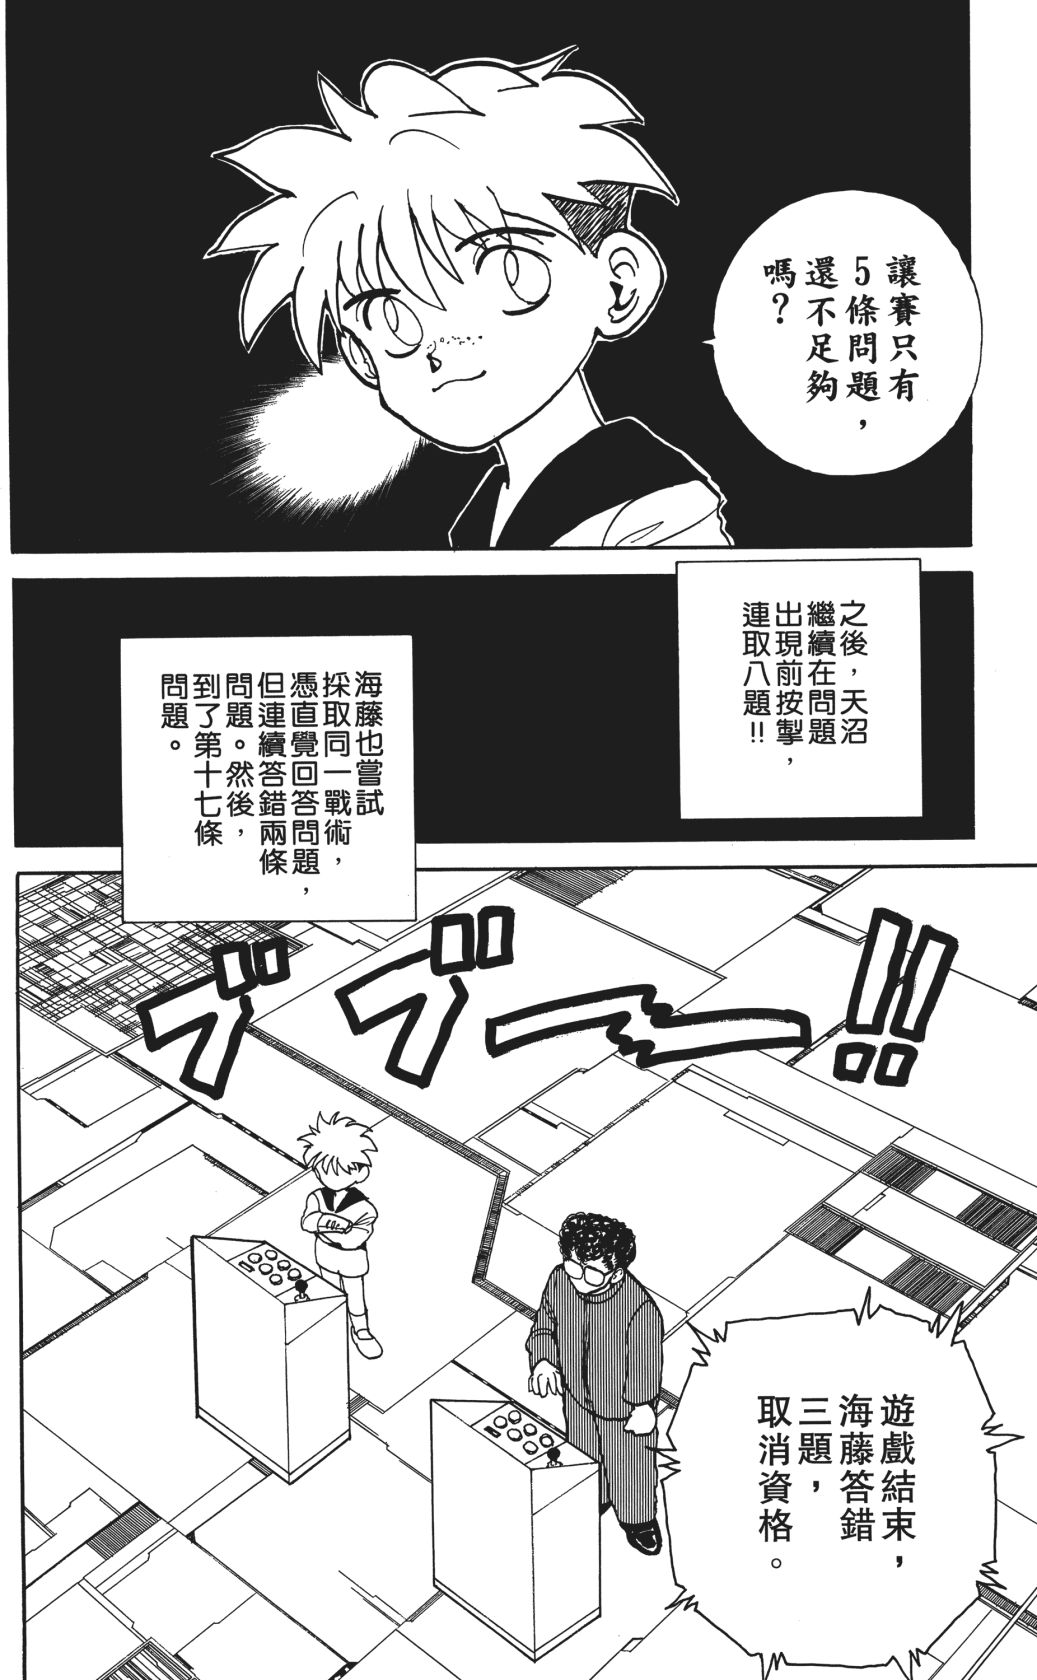 讓賽只有
5條問題，
還不足夠
嗎？
之後，天沼
繼續在問題
出現前按掣，
連取八題!!
海藤也嘗試
採取同一戰術，
憑直覺回答問題，
但連續答錯兩條
問題。然後，
到了第十七條
問題。
ブブー!!
遊戲結束，
海藤答錯
三題，
取消資格。